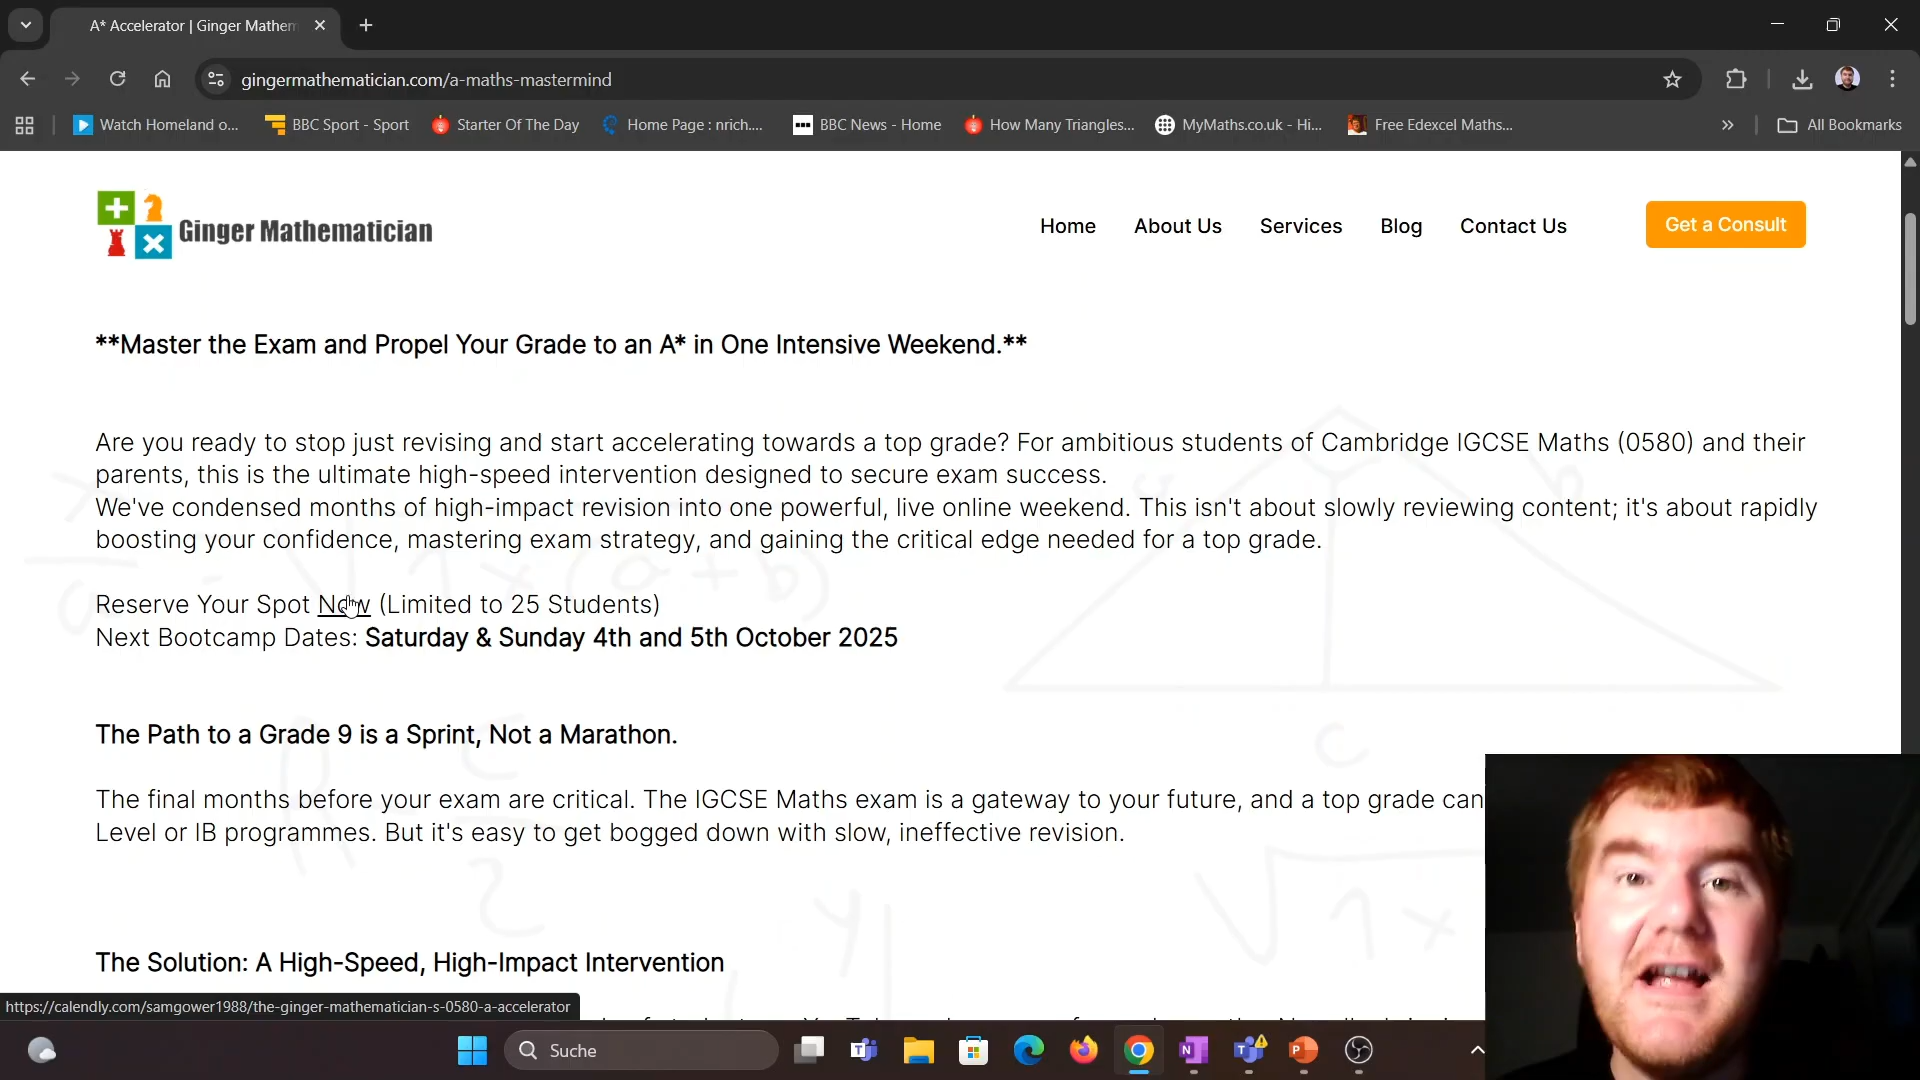 A* Accelerator | Ginger Mathem
gingermathematician.com/a-maths-mastermind
Watch Homeland o...
BBC Sport - Sport
Starter Of The Day
Home Page : nrich....
BBC News - Home
How Many Triangles...
MyMaths.co.uk - Hi...
Free Edexcel Maths...
All Bookmarks
Ginger Mathematician
Home
About Us
Services
Blog
Contact Us
Get a Consult
**Master the Exam and Propel Your Grade to an A* in One Intensive Weekend.**
Are you ready to stop just revising and start accelerating towards a top grade? For ambitious students of Cambridge IGCSE Maths (0580) and their
parents, this is the ultimate high-speed intervention designed to secure exam success.
We've condensed months of high-impact revision into one powerful, live online weekend. This isn't about slowly reviewing content; it's about rapidly
boosting your confidence, mastering exam strategy, and gaining the critical edge needed for a top grade.
Reserve Your Spot Now (Limited to 25 Students)
Next Bootcamp Dates: Saturday & Sunday 4th and 5th October 2025
The Path to a Grade 9 is a Sprint, Not a Marathon.
The final months before your exam are critical. The IGCSE Maths exam is a gateway to your future, and a top grade can
Level or IB programmes. But it's easy to get bogged down with slow, ineffective revision.
The Solution: A High-Speed, High-Impact Intervention
https://calendly.com/samgower1988/the-ginger-mathematician-s-0580-a-accelerator
Suche